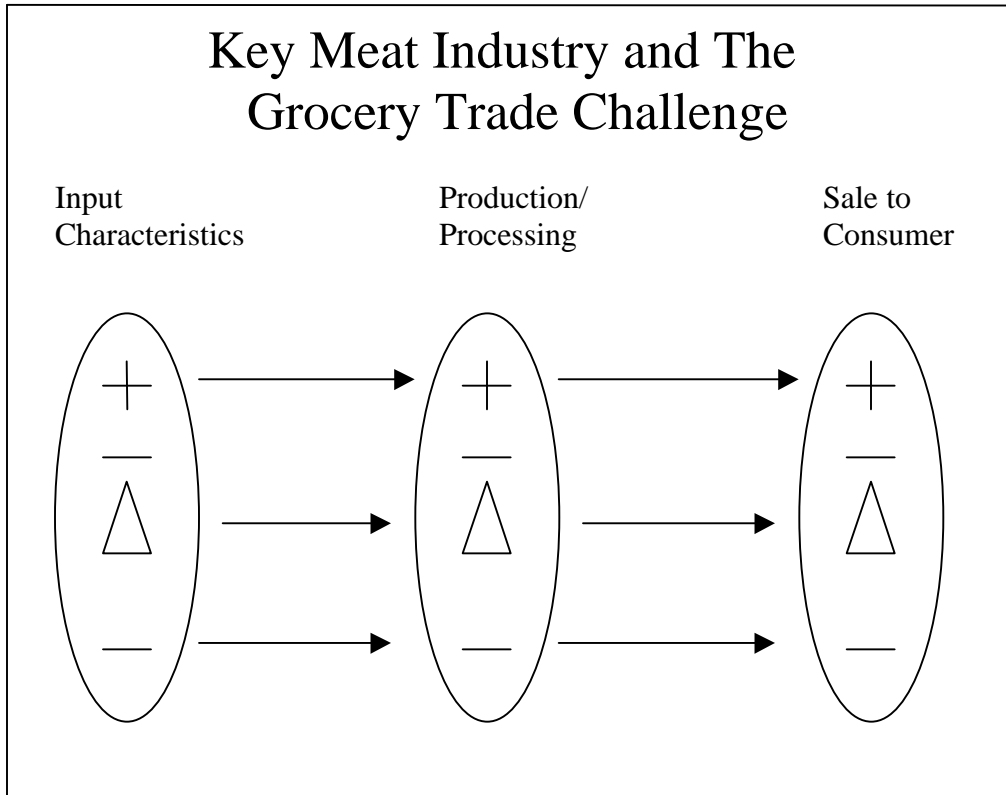 Key Meat Industry and The
Grocery Trade Challenge
Input
Characteristics
Production/
Processing
Sale to
Consumer